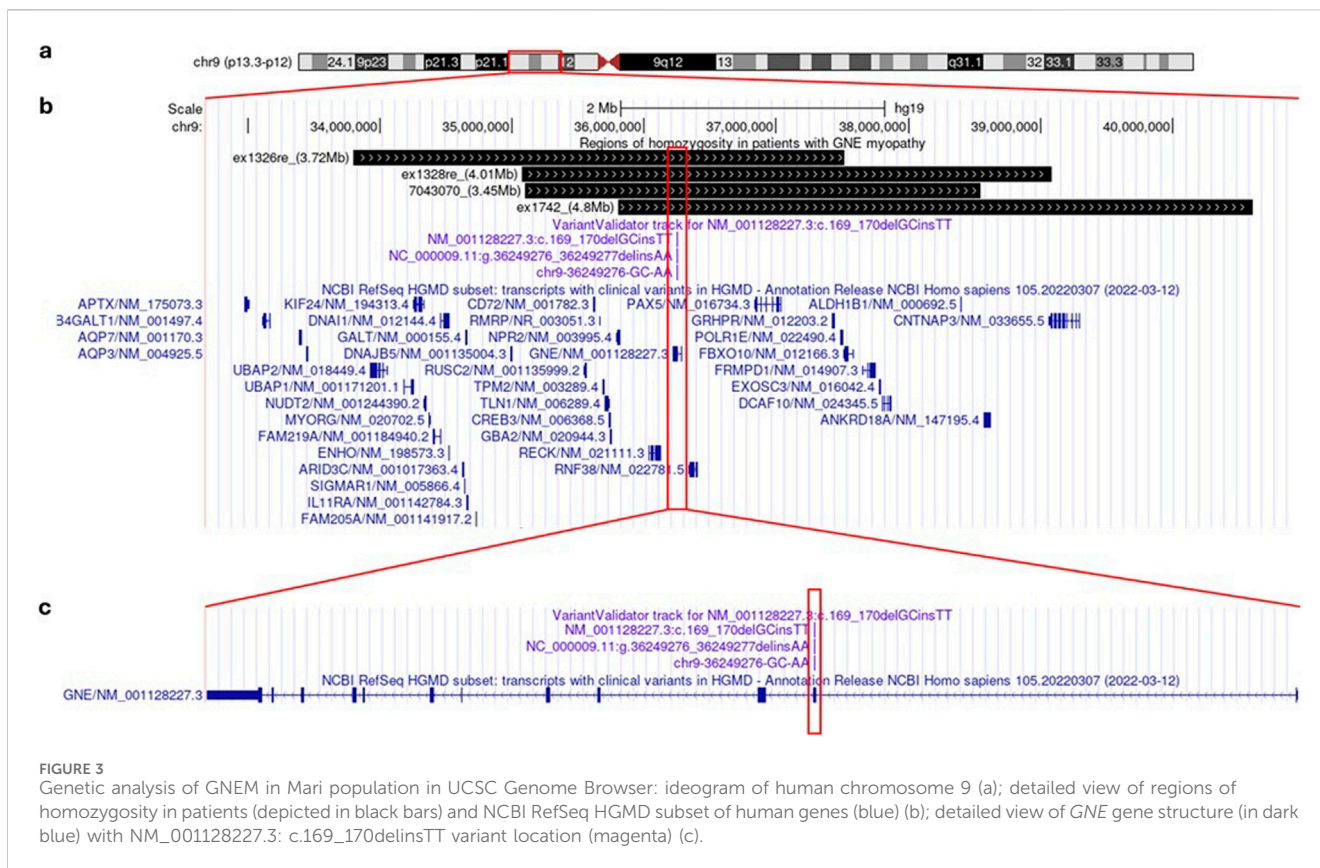 a
chr9 (p13.3-p12) 24.1 9p23 p21.3 p21.1 12 9q12 13 q31.1 32 33.1 33.3
b
Scale 2 Mb hg19
chr9: 34,000,000 35,000,000 36,000,000 37,000,000 38,000,000 39,000,000 40,000,000
Regions of homozygosity in patients with GNE myopathy
ex1326re_(3.72Mb)
ex1328re_(4.01Mb)
7043070_(3.45Mb)
ex1742_(4.8Mb)
VariantValidator track for NM_001128227.3:c.169_170delGCinsTT
NM_001128227.3:c.169_170delGCinsTT
NC_000009.11:g.36249276_36249277delinsAA
chr9-36249276-GC-AA
NCBI RefSeq HGMD subset: transcripts with clinical variants in HGMD - Annotation Release NCBI Homo sapiens 105.20220307 (2022-03-12)
APTX/NM_175073.3 KIF24/NM_194313.4 CD72/NM_001782.3 PAX5/NM_016734.3 ALDH1B1/NM_000692.5
B4GALT1/NM_001497.4 DNAI1/NM_012144.4 RMRP/NR_003051.3 GRHPR/NM_012203.2 CNTNAP3/NM_033655.5
AQP7/NM_001170.3 GALT/NM_000155.4 NPR2/NM_003995.4 POLR1E/NM_022490.4
AQP3/NM_004925.5 DNAJB5/NM_001135004.3 GNE/NM_001128227.3 FBXO10/NM_012166.3
UBAP2/NM_018449.4 RUSC2/NM_001135999.2 FRMPD1/NM_014907.3
UBAP1/NM_001171201.1 TPM2/NM_003289.4 EXOSC3/NM_016042.4
NUDT2/NM_001244390.2 TLN1/NM_006289.4 DCAF10/NM_024345.5
MYORG/NM_020702.5 CREB3/NM_006368.5 ANKRD18A/NM_147195.4
FAM219A/NM_001184940.2 GBA2/NM_020944.3
ENHO/NM_198573.3 RECK/NM_021111.3
ARID3C/NM_001017363.4 RNF38/NM_022781.5
SIGMAR1/NM_005866.4
IL11RA/NM_001142784.3
FAM205A/NM_001141917.2
c
VariantValidator track for NM_001128227.3:c.169_170delGCinsTT
NM_001128227.3:c.169_170delGCinsTT
NC_000009.11:g.36249276_36249277delinsAA
chr9-36249276-GC-AA
NCBI RefSeq HGMD subset: transcripts with clinical variants in HGMD - Annotation Release NCBI Homo sapiens 105.20220307 (2022-03-12)
GNE/NM_001128227.3
FIGURE 3
Genetic analysis of GNEM in Mari population in UCSC Genome Browser: ideogram of human chromosome 9 (a); detailed view of regions of
homozygosity in patients (depicted in black bars) and NCBI RefSeq HGMD subset of human genes (blue) (b); detailed view of GNE gene structure (in dark
blue) with NM_001128227.3: c.169_170delinsTT variant location (magenta) (c).